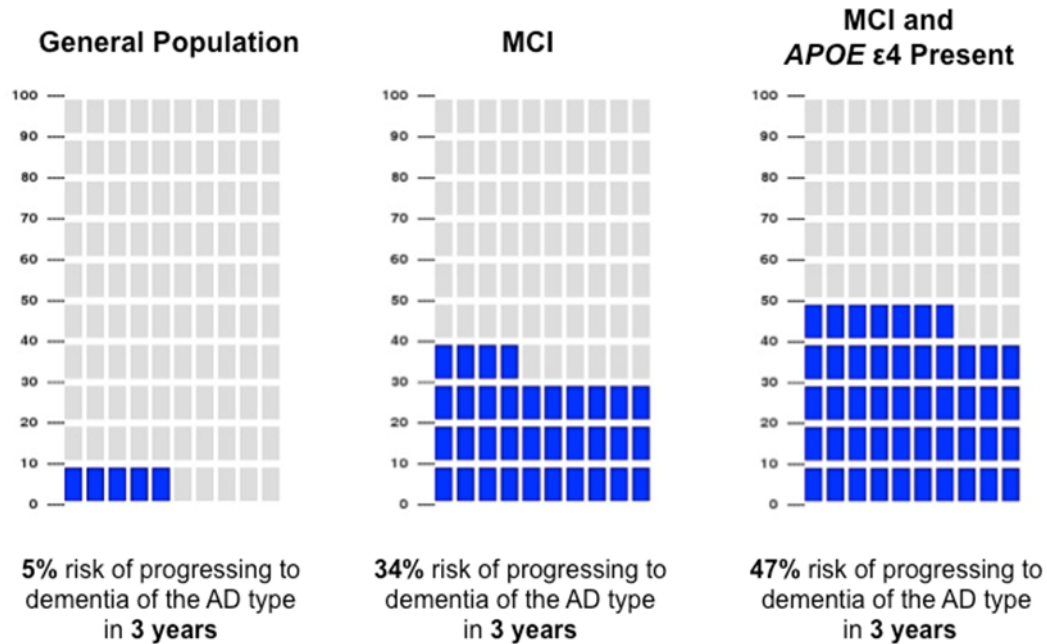 General Population
100
90
80
70
60
50
40
30
20
10
0
5% risk of progressing to
dementia of the AD type
in 3 years
MCI
100
90
80
70
60
50
40
30
20
10
0
34% risk of progressing to
dementia of the AD type
in 3 years
MCI and
APOE ε4 Present
100
90
80
70
60
50
40
30
20
10
0
47% risk of progressing to
dementia of the AD type
in 3 years